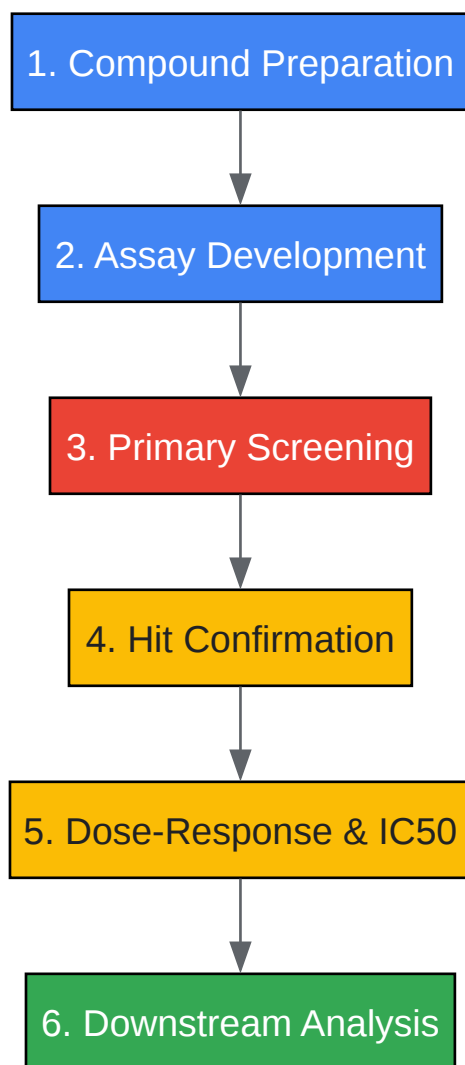 1. Compound Preparation
2. Assay Development
3. Primary Screening
4. Hit Confirmation
5. Dose-Response & IC50
6. Downstream Analysis